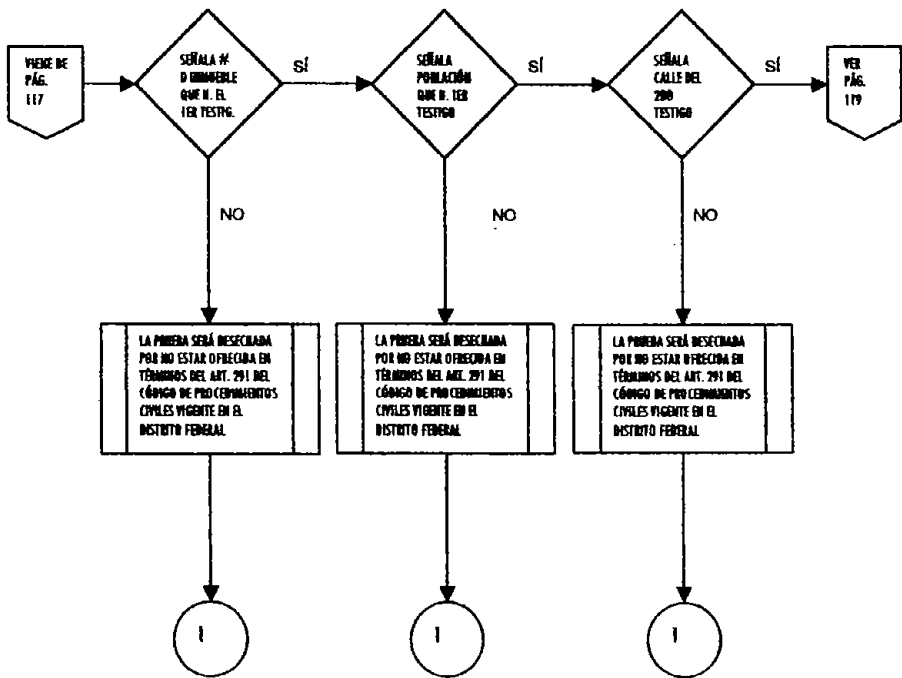 VIENE DE
PÁG.
117
SEÑALA #
D INMUEBLE
QUE H. EL
1ER TESTIG.
SÍ
SEÑALA
POBLACIÓN
QUE H. 1ER
TESTIGO
SÍ
SEÑALA
CALLE DEL
2DO
TESTIGO
SÍ
VER
PÁG.
119
NO
NO
NO
LA PRUEBA SERÁ DESECHADA
POR NO ESTAR OFRECIDA EN
TÉRMINOS DEL ART. 291 DEL
CÓDIGO DE PROCEDIMIENTOS
CIVILES VIGENTE EN EL
DISTRITO FEDERAL
LA PRUEBA SERÁ DESECHADA
POR NO ESTAR OFRECIDA EN
TÉRMINOS DEL ART. 291 DEL
CÓDIGO DE PROCEDIMIENTOS
CIVILES VIGENTE EN EL
DISTRITO FEDERAL
LA PRUEBA SERÁ DESECHADA
POR NO ESTAR OFRECIDA EN
TÉRMINOS DEL ART. 291 DEL
CÓDIGO DE PROCEDIMIENTOS
CIVILES VIGENTE EN EL
DISTRITO FEDERAL
1
1
1